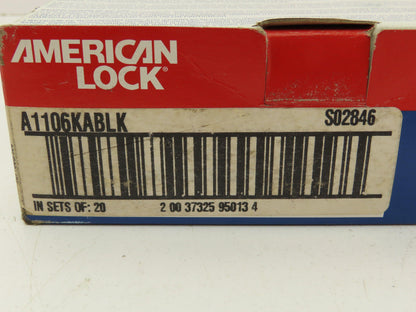 AMERICAN
LOCK®
A1106KABLK S02846
IN SETS OF: 20 2 00 37325 95013 4